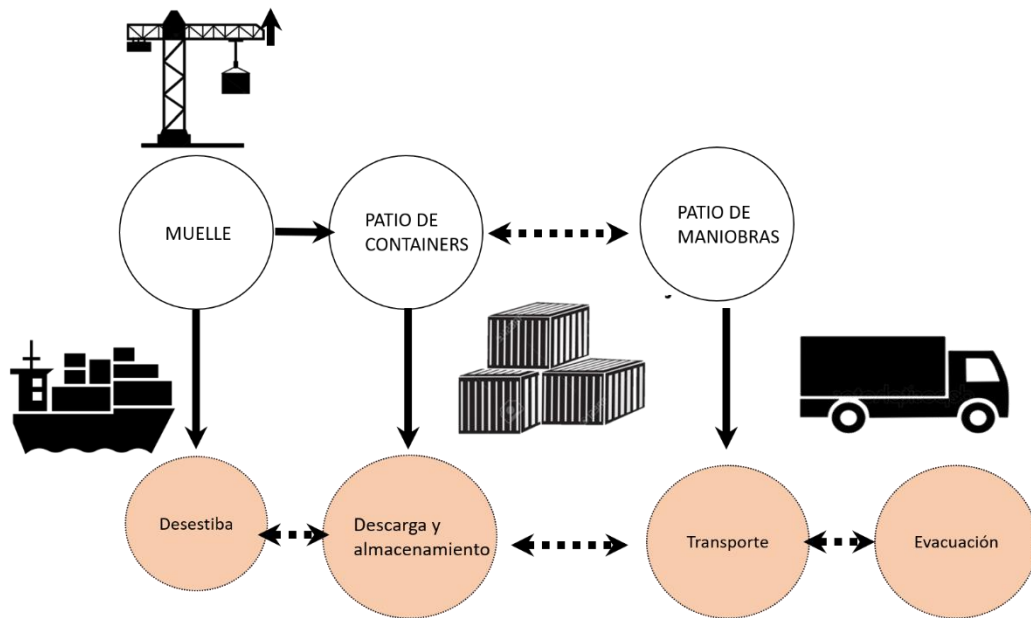 MUELLE
PATIO DE
CONTAINERS
PATIO DE
MANIOBRAS
Desestiba
Descarga y
almacenamiento
Transporte
Evacuación